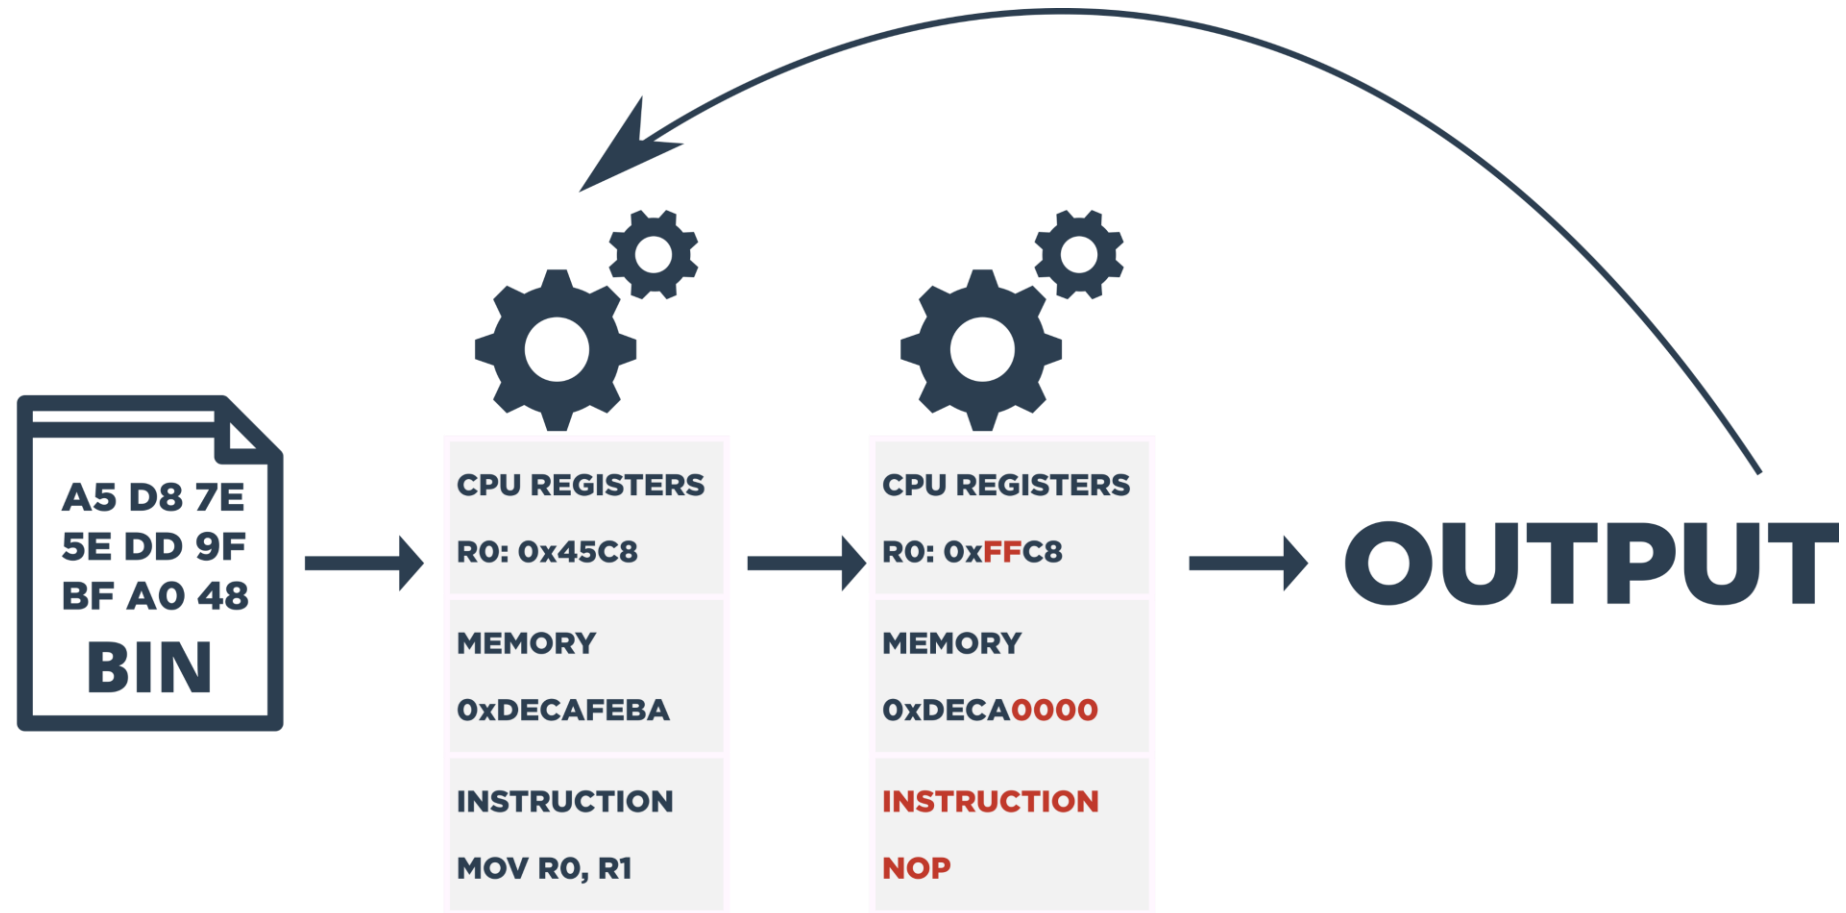 A5 D8 7E
5E DD 9F
BF A0 48
BIN
CPU REGISTERS
R0: 0x45C8
MEMORY
0xDECAFEBA
INSTRUCTION
MOV R0, R1
CPU REGISTERS
R0: 0xFFC8
MEMORY
0xDECA0000
INSTRUCTION
NOP
OUTPUT